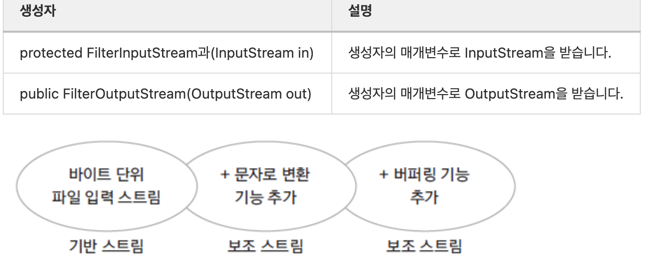 생성자 설명
protected FilterInputStream과(InputStream in) 생성자의 매개변수로 InputStream을 받습니다.
public FilterOutputStream(OutputStream out) 생성자의 매개변수로 OutputStream을 받습니다.
바이트 단위
파일 입력 스트림
+ 문자로 변환
기능 추가
+ 버퍼링 기능
추가
기반 스트림 보조 스트림 보조 스트림